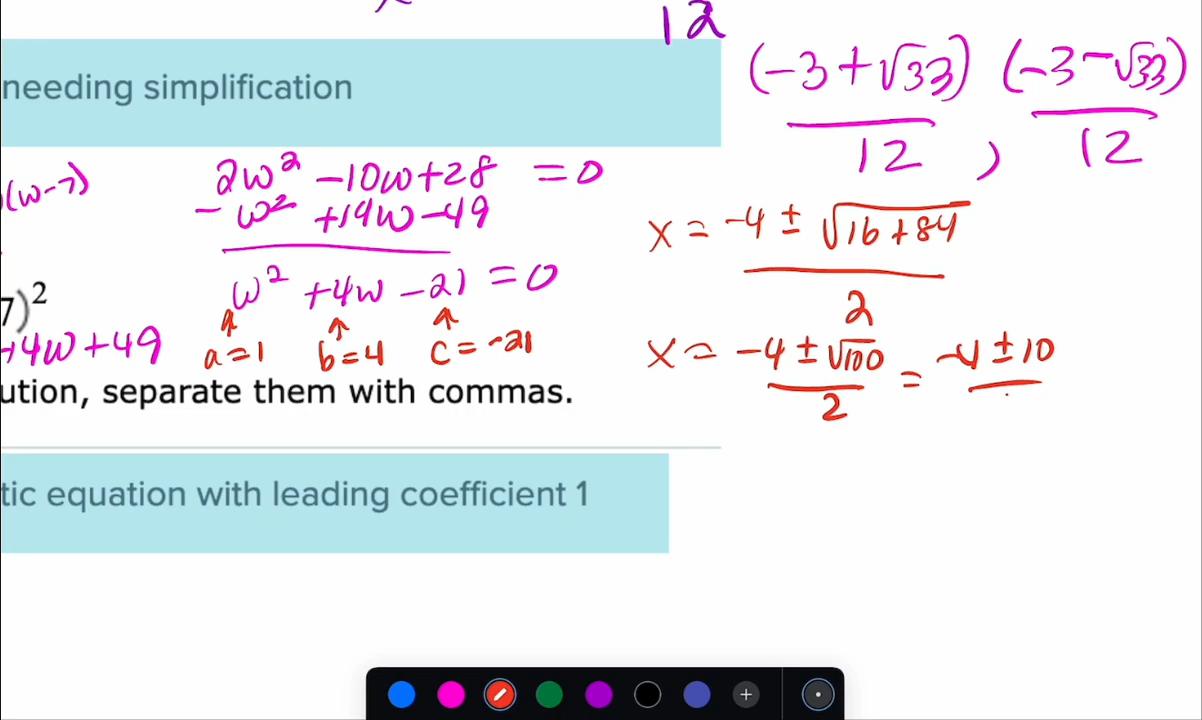 12
(-3+√33) (-3-√33)
12 , 12
needing simplification
(w-7)
2w² -10w+28 = 0
- w² +14w-49
w² +4w -21 = 0
a=1 b=4 c=-21
7)²
14w+49
ution, separate them with commas.
x = -4 ± √16+84
2
x = -4 ± √100 = -4 ± 10
2
tic equation with leading coefficient 1